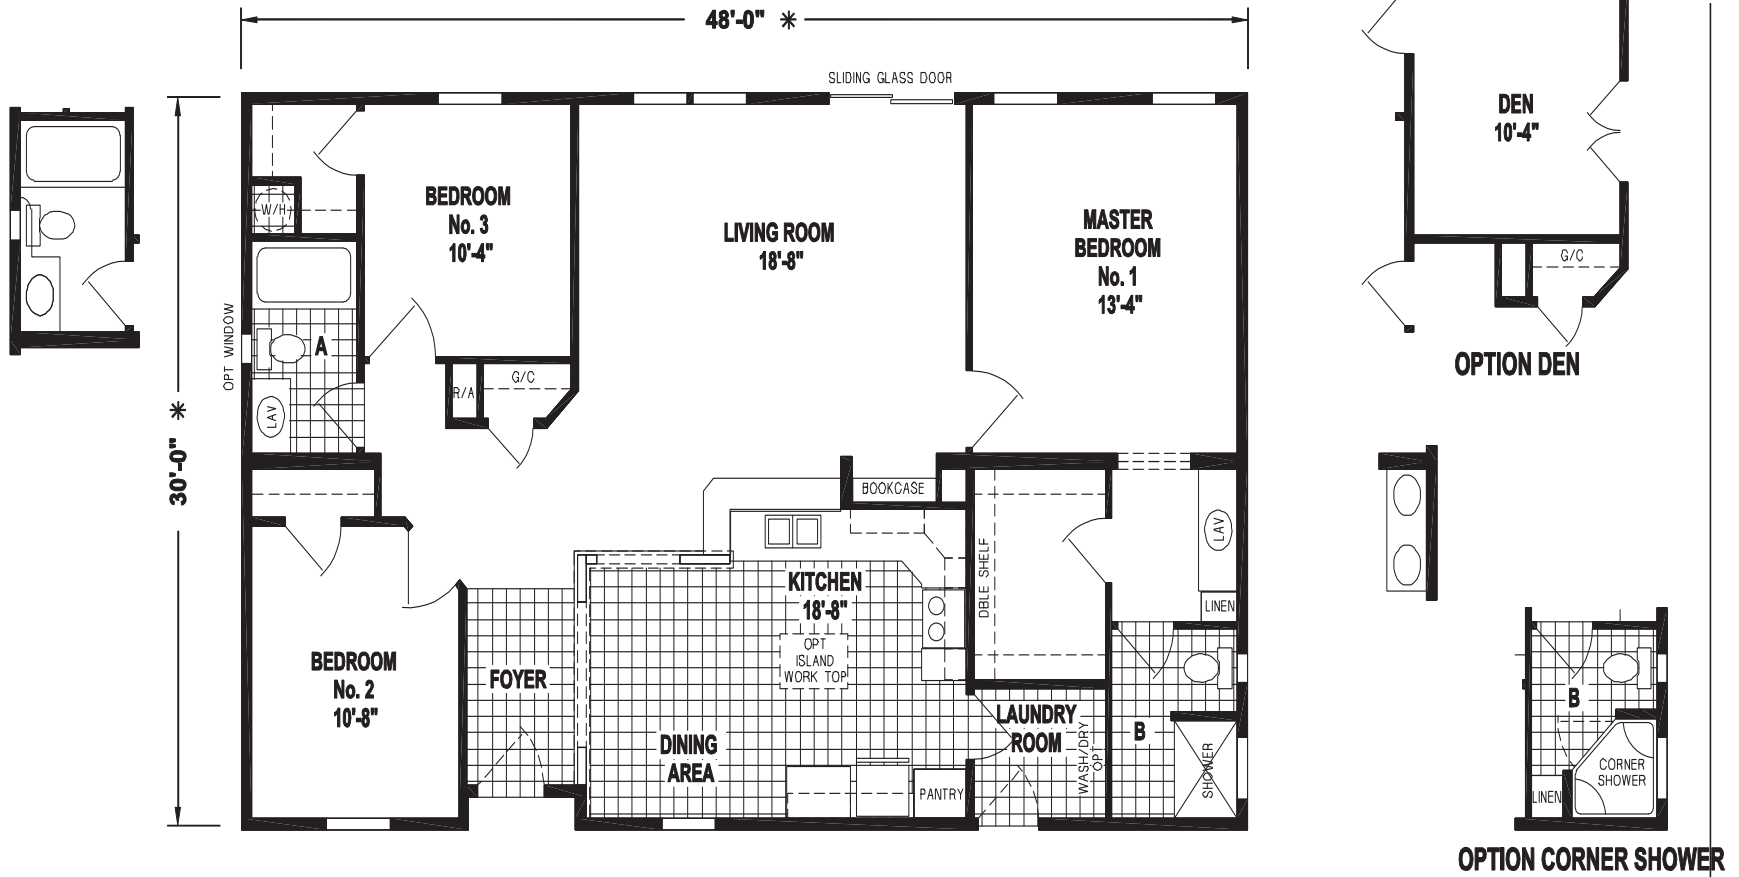 48'-0" ✳
SLIDING GLASS DOOR
30'-0" ✳
BEDROOM
No. 3
10'-4"
W/H
LIVING ROOM
18'-8"
MASTER
BEDROOM
No. 1
13'-4"
OPT WINDOW
A
LAV
R/A
G/C
BOOKCASE
DBLE SHELF
LAV
LINEN
KITCHEN
18'-8"
OPT
ISLAND
WORK TOP
BEDROOM
No. 2
10'-8"
FOYER
DINING
AREA
PANTRY
LAUNDRY
ROOM
WASH/DRY
OPT
B
SHOWER
DEN
10'-4"
G/C
OPTION DEN
B
CORNER
SHOWER
LINEN
OPTION CORNER SHOWER